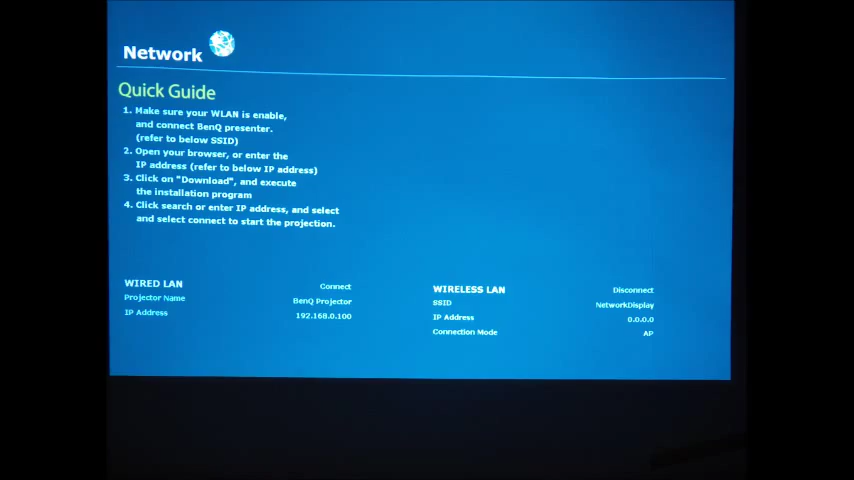 Network
Quick Guide
1. Make sure your WLAN is enable,
and connect BenQ presenter.
(refer to below SSID)
2. Open your browser, or enter the
IP address (refer to below IP address)
3. Click on "Download", and execute
the installation program
4. Click search or enter IP address, and select
and select connect to start the projection.
WIRED LAN Connect
Projector Name BenQ Projector
IP Address 192.168.0.100
WIRELESS LAN Disconnect
SSID NetworkDisplay
IP Address 0.0.0.0
Connection Mode AP